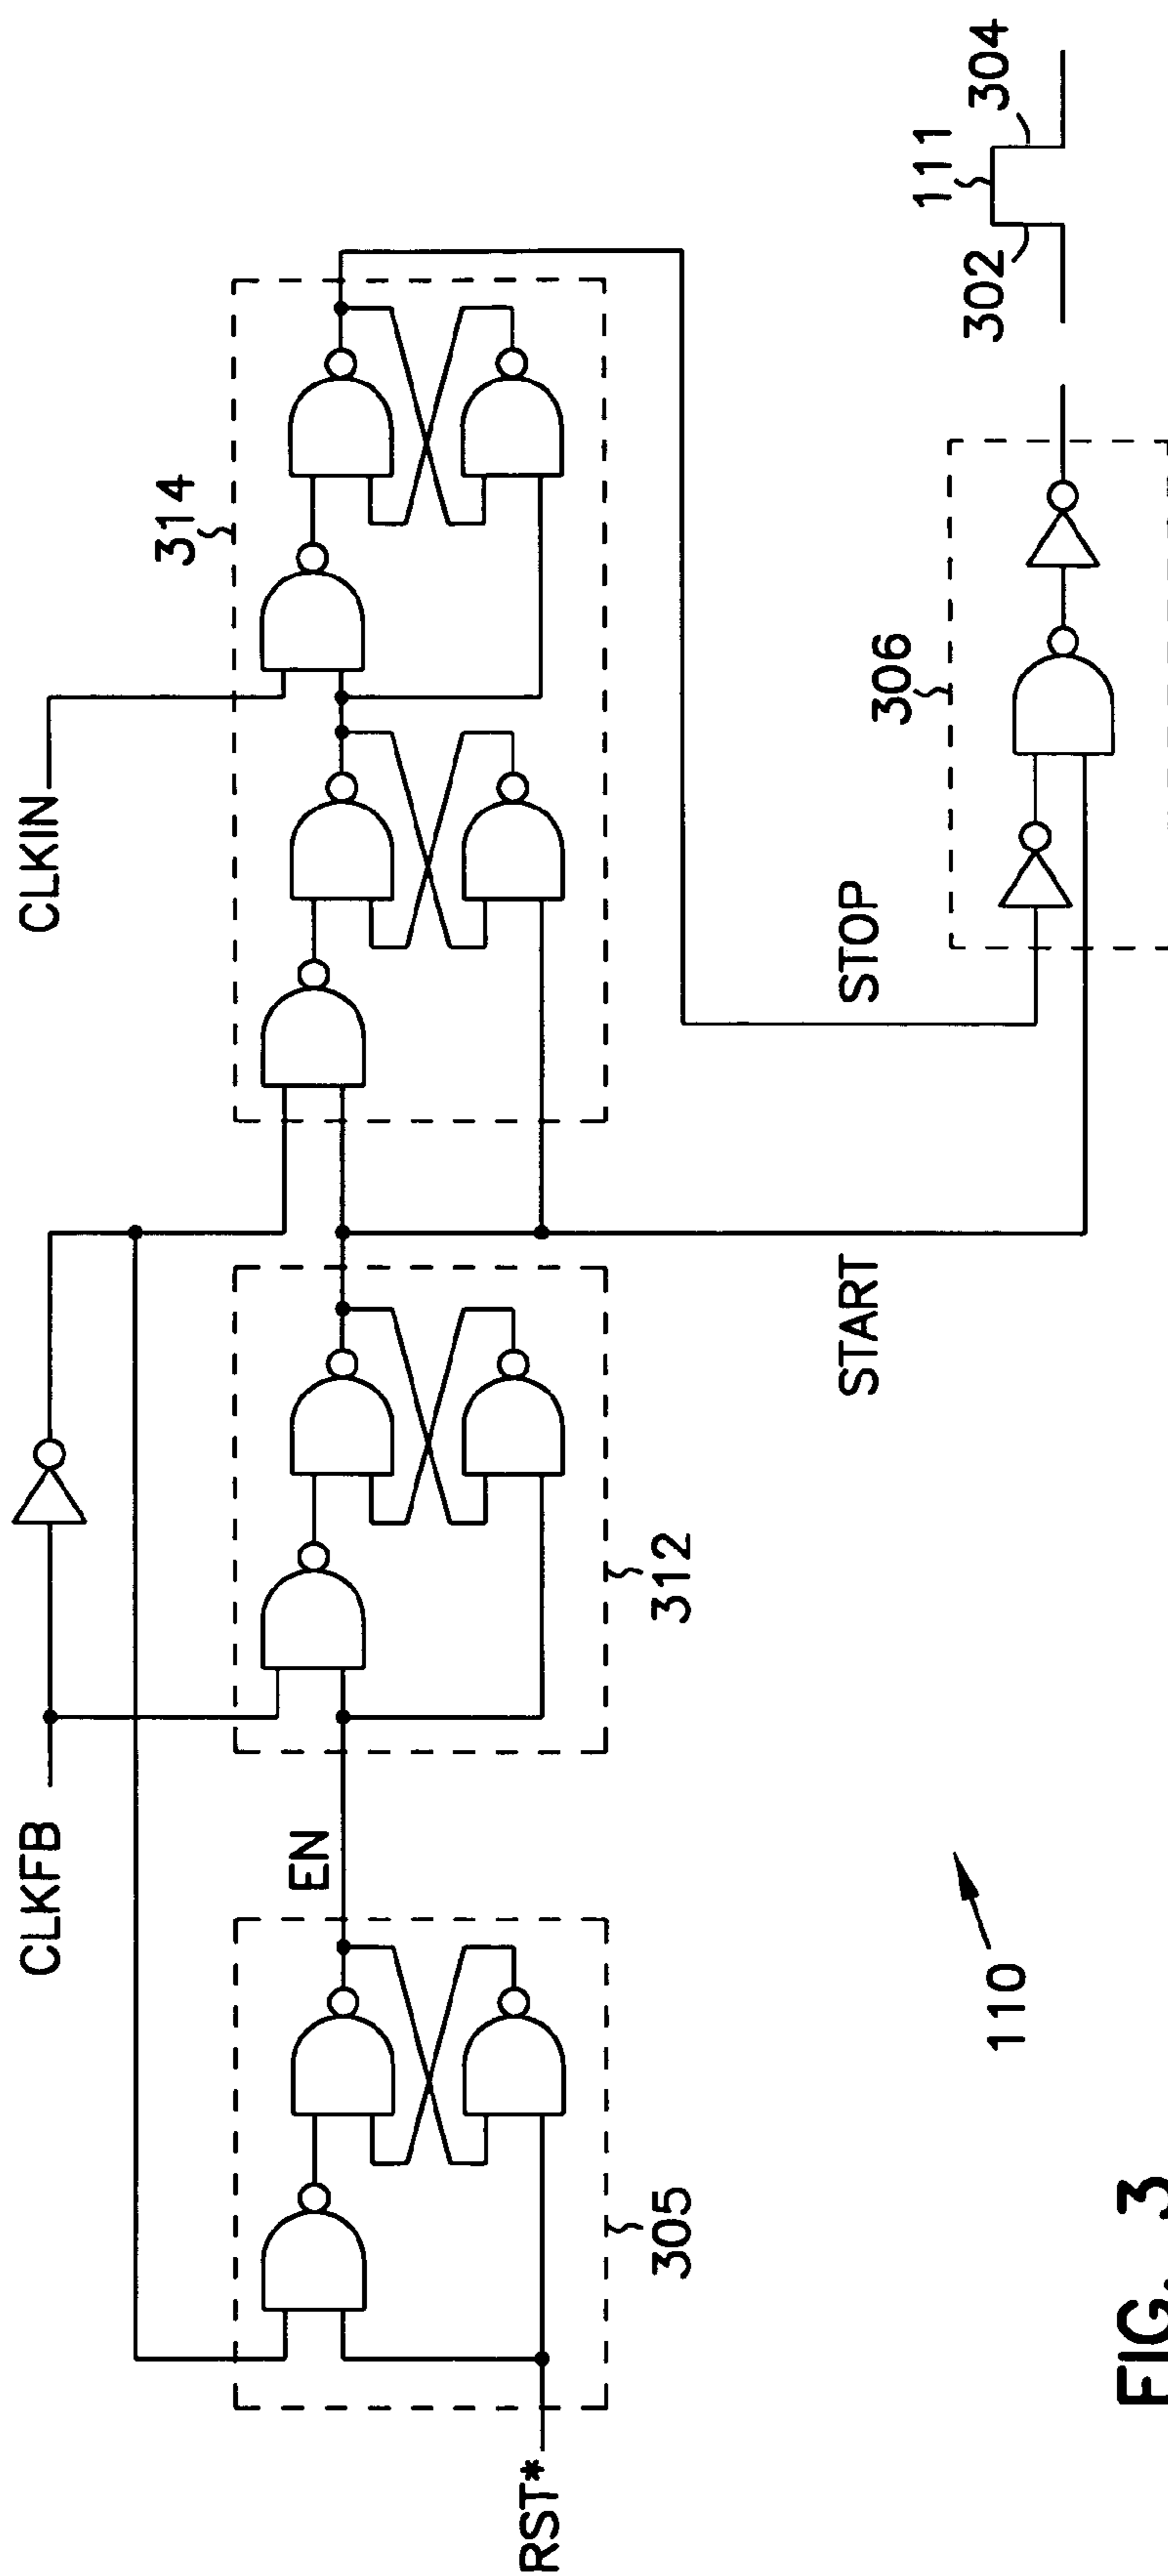 CLKFB
CLKIN
314
RST*
305
EN
312
START
STOP
306
302
111
304
110
FIG. 3